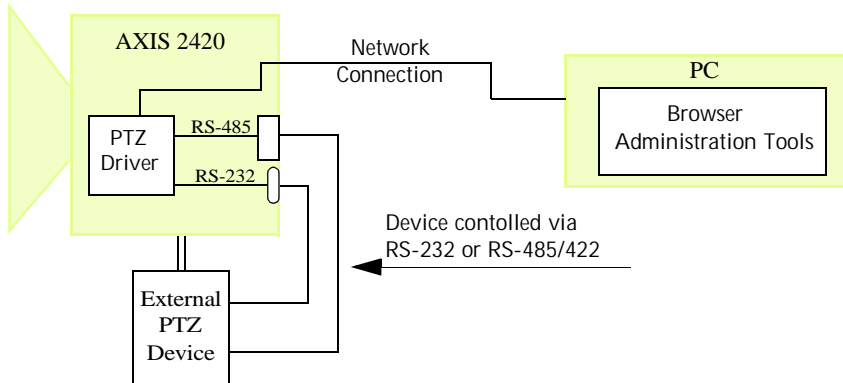 AXIS 2420
Network
Connection
PC
Browser
Administration Tools
PTZ
Driver
RS-485
RS-232
Device contolled via
RS-232 or RS-485/422
External
PTZ
Device